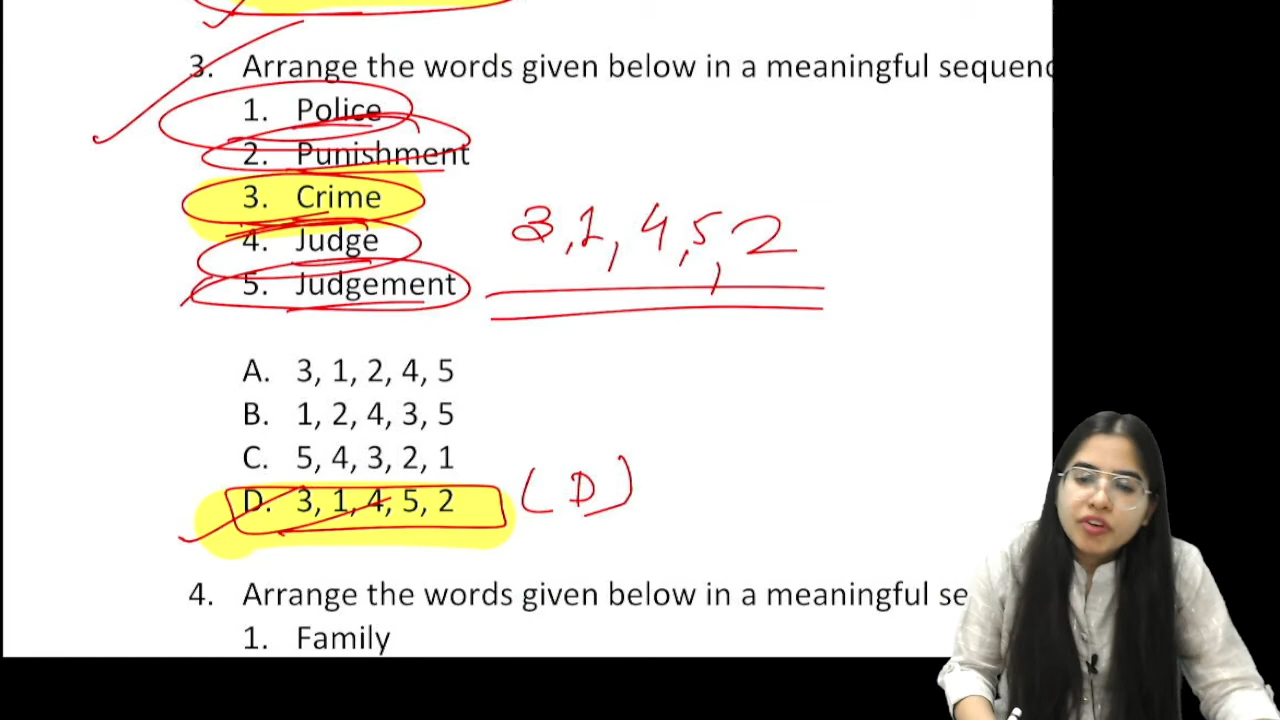 3. Arrange the words given below in a meaningful sequenc
1. Police
2. Punishment
3. Crime
4. Judge
5. Judgement
3, 1, 4, 5, 2
A. 3, 1, 2, 4, 5
B. 1, 2, 4, 3, 5
C. 5, 4, 3, 2, 1
D. 3, 1, 4, 5, 2
(D)
4. Arrange the words given below in a meaningful se
1. Family